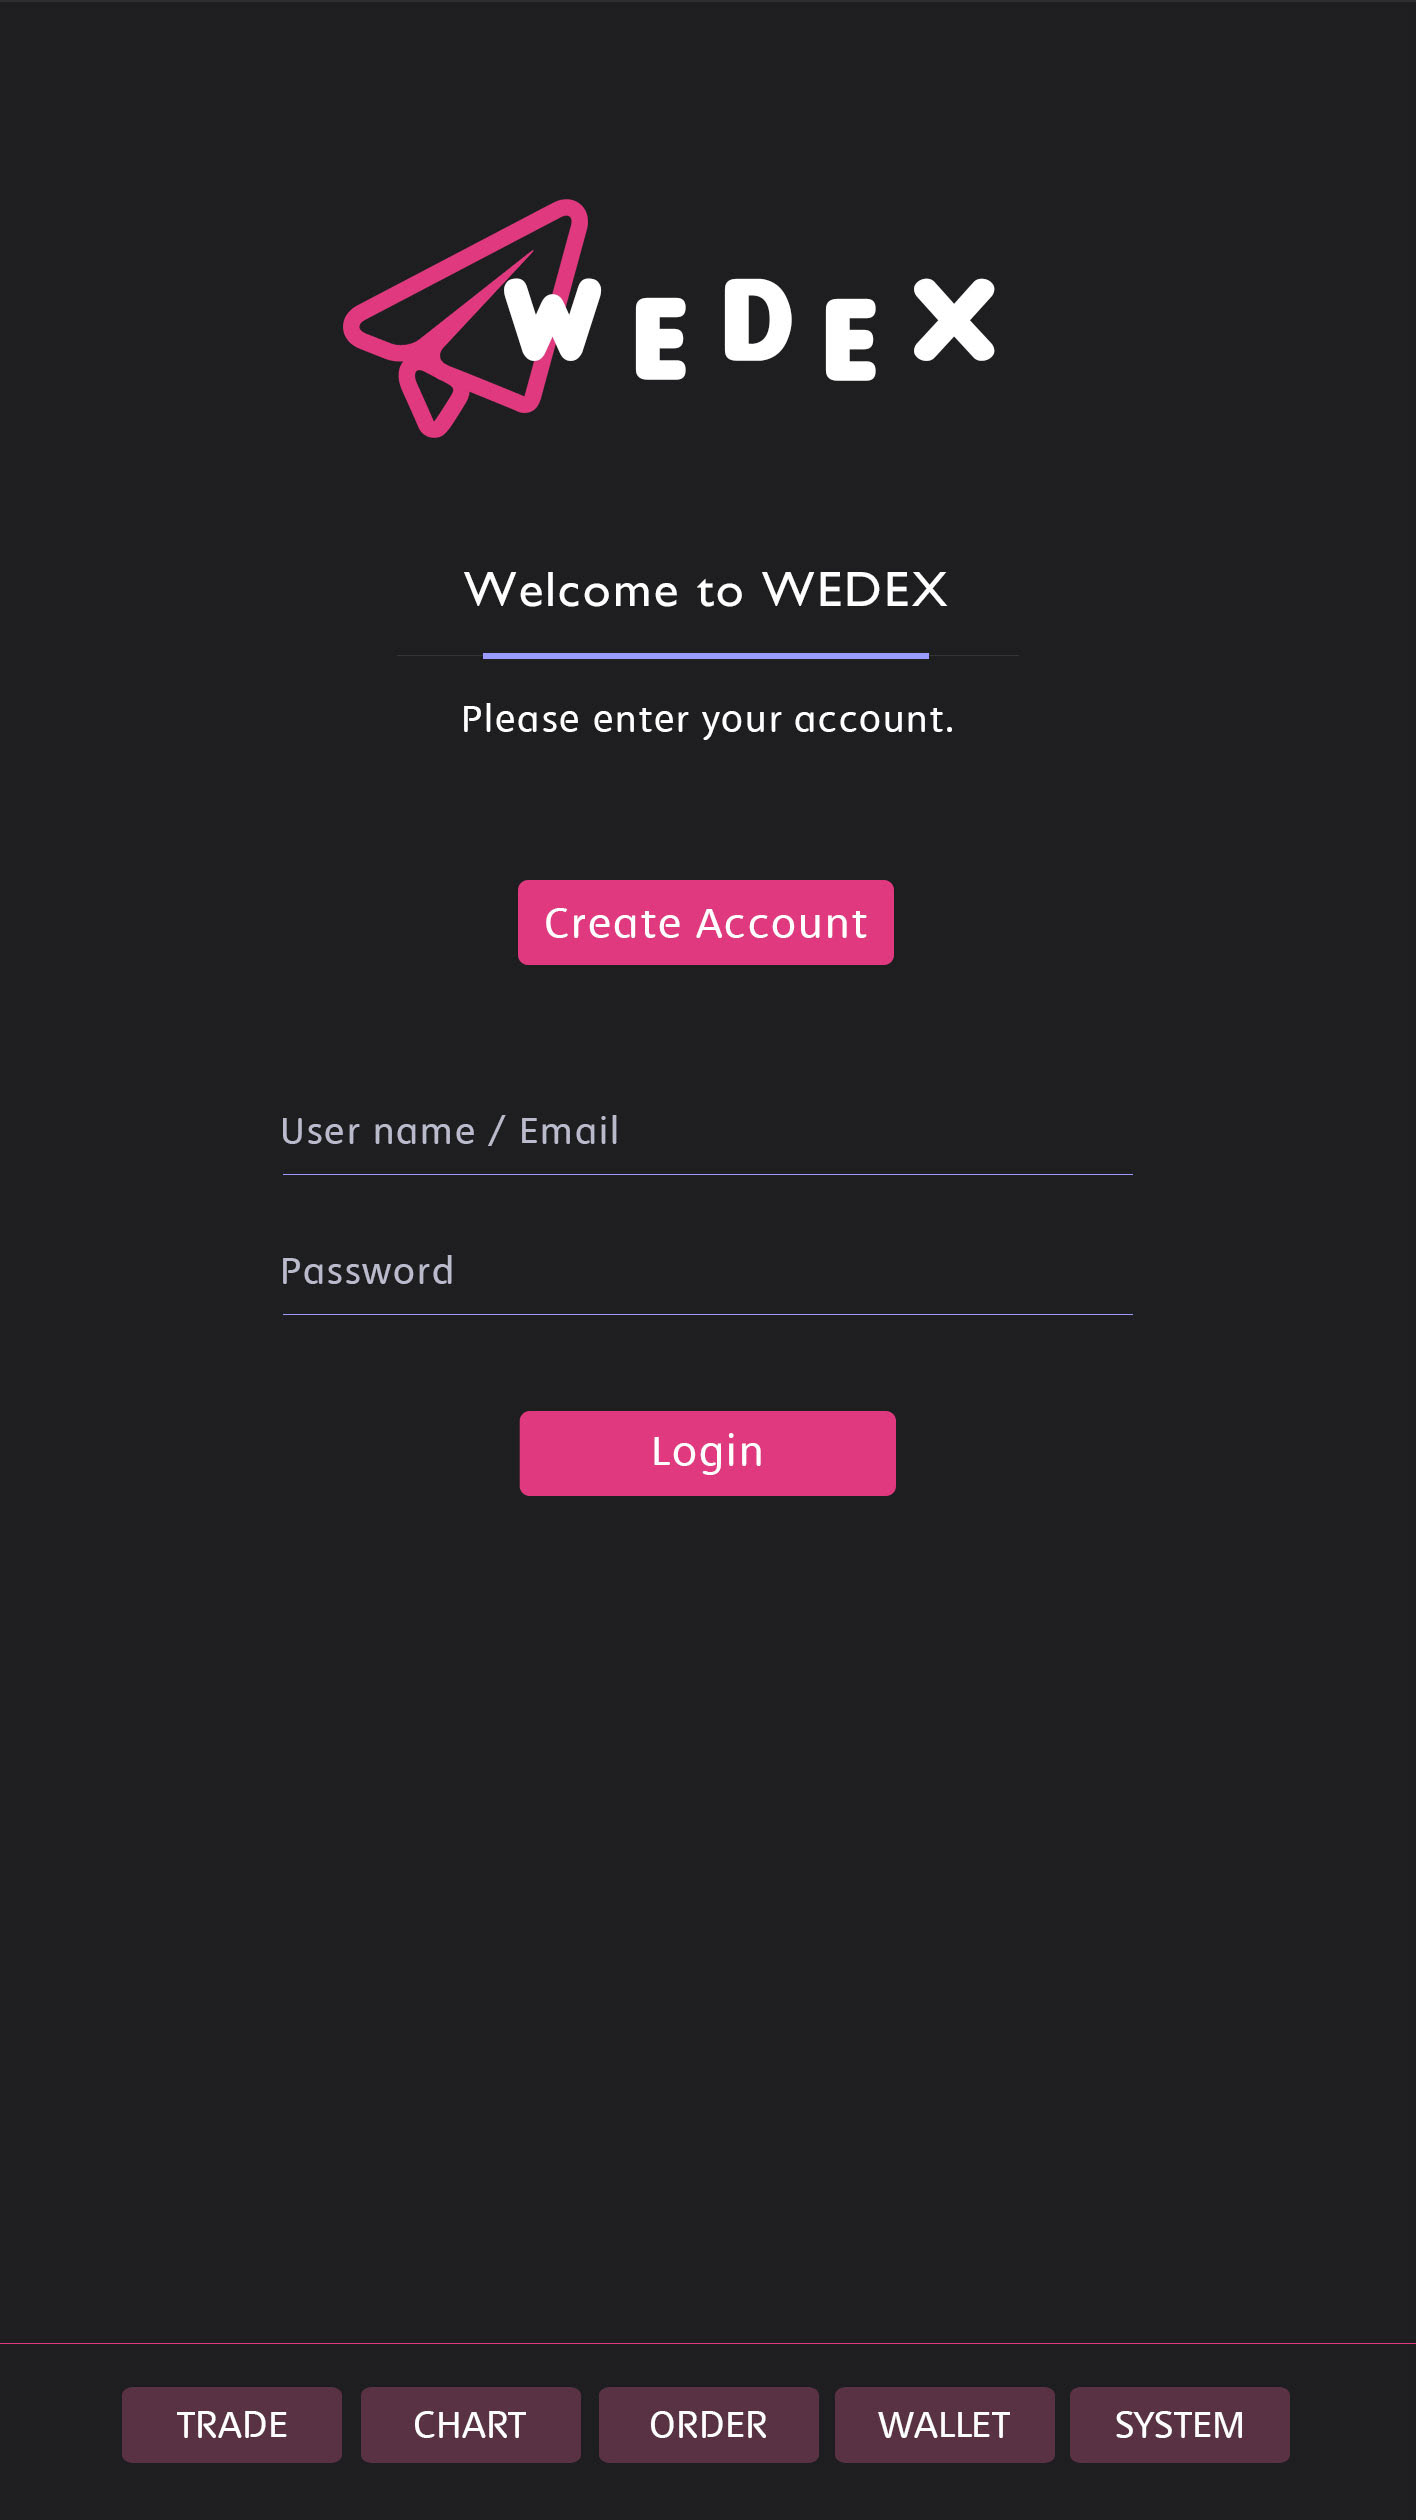 WEDEX
Welcome to WEDEX
Please enter your account.
Create Account
User name / Email
Password
Login
TRADE CHART ORDER WALLET SYSTEM